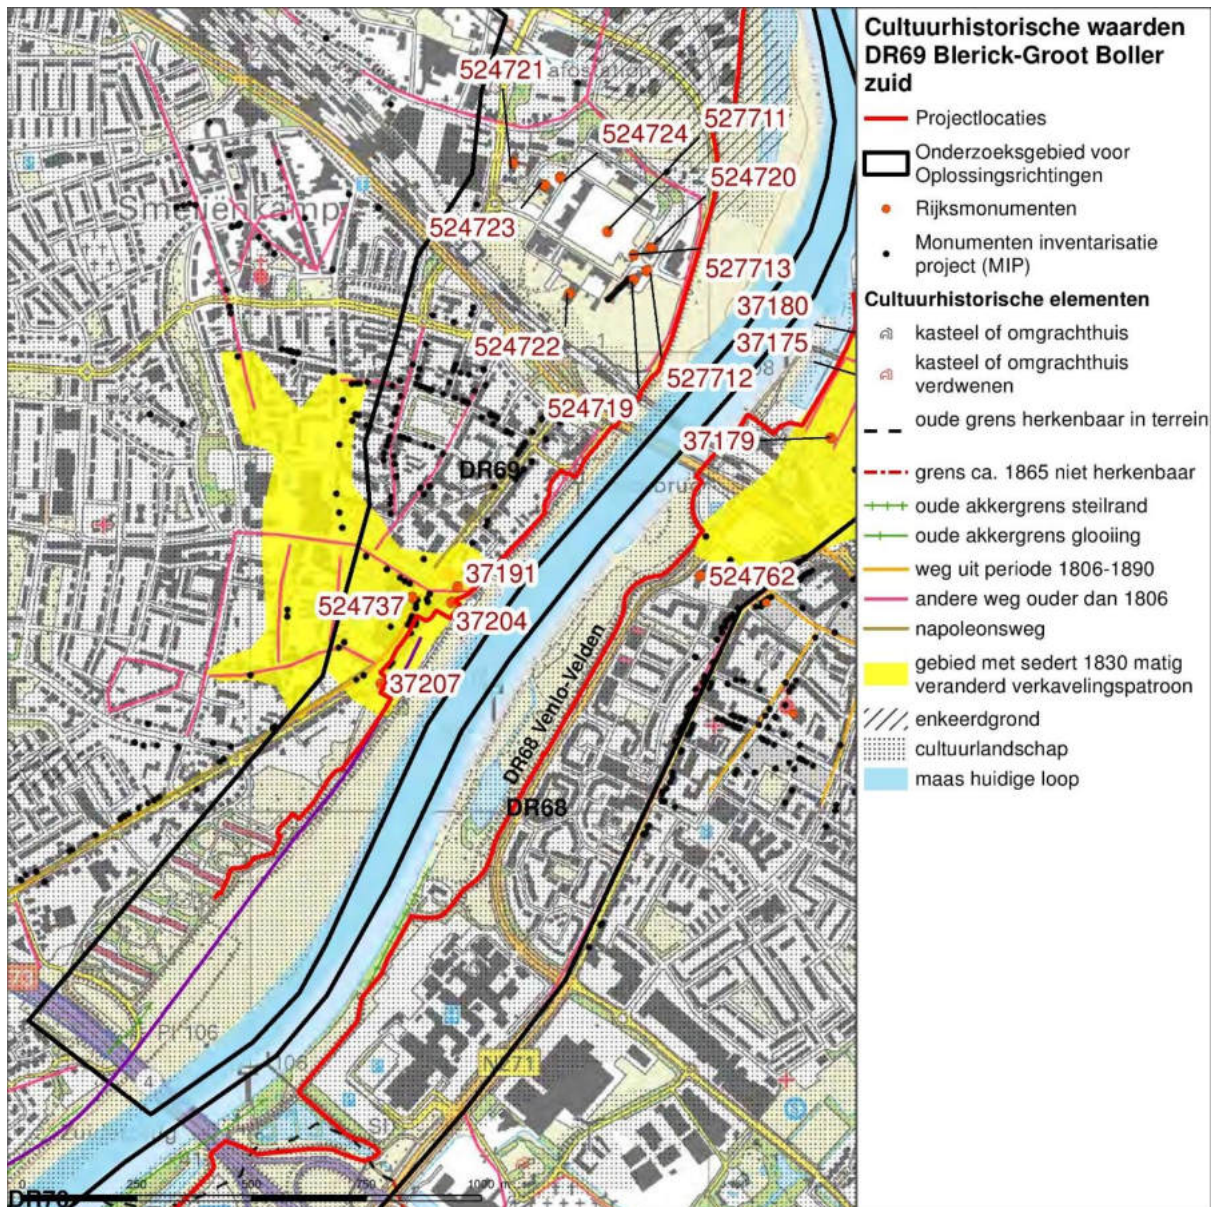 Cultuurhistorische waarden
DR69 Blerick-Groot Boller
zuid
Projectlocaties
Onderzoeksgebied voor
Oplossingsrichtingen
Rijksmonumenten
Monumenten inventarisatie
project (MIP)
Cultuurhistorische elementen
kasteel of omgrachthuis
kasteel of omgrachthuis
verdwenen
oude grens herkenbaar in terrein
grens ca. 1865 niet herkenbaar
oude akkergrens steilrand
oude akkergrens glooiing
weg uit periode 1806-1890
andere weg ouder dan 1806
napoleonsweg
gebied met sedert 1830 matig
veranderd verkavelingspatroon
enkeerdgrond
cultuurlandschap
maas huidige loop
524721
524724
527711
524720
524723
527713
37180
524722
37175
527712
524719
37179
DR69
37191
524762
524737
37204
37207
DR68 Venlo-Velden
DR68
73
106
N271
0 250 500 750 1000 m
DR70